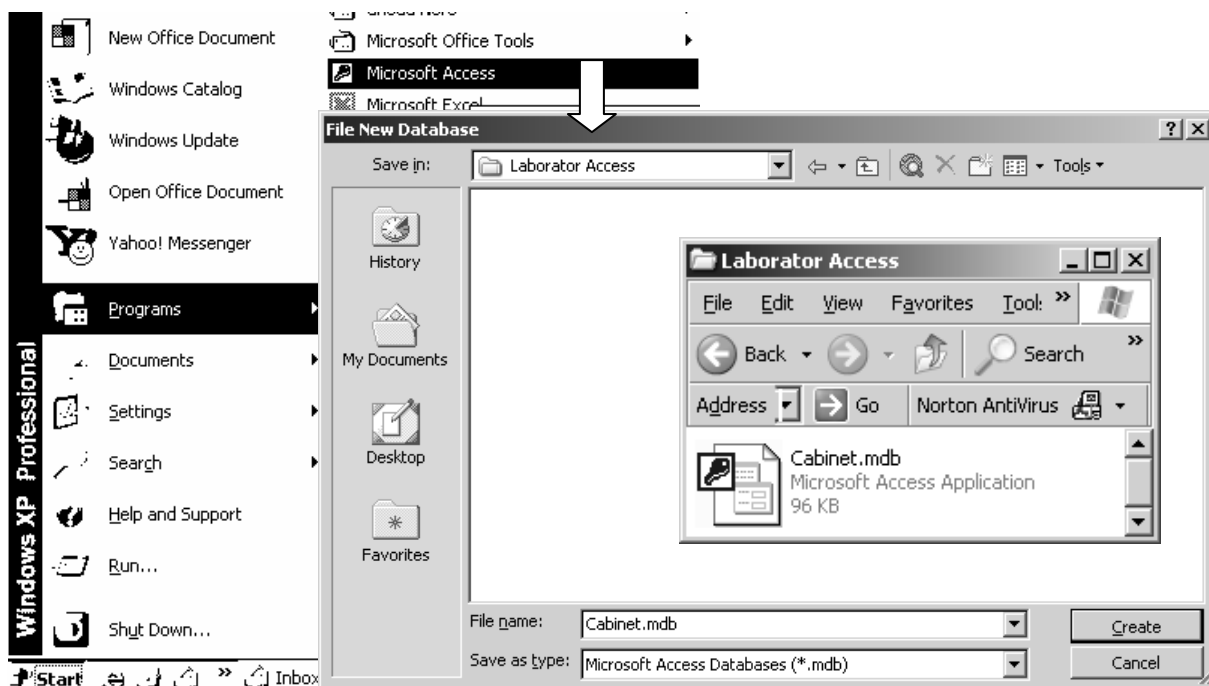 New Office Document
Windows Catalog
Windows Update
Open Office Document
Yahoo! Messenger
Programs
Documents
Settings
Search
Help and Support
Run...
Shut Down...
Windows XP Professional
Start
»
Inbox
Microsoft Office Tools
Microsoft Access
Microsoft Excel
File New Database
Save in:
Laborator Access
Tools
History
My Documents
Desktop
Favorites
Laborator Access
File Edit View Favorites Tool: »
Back Search »
Address Go Norton AntiVirus
Cabinet.mdb
Microsoft Access Application
96 KB
File name:
Cabinet.mdb
Create
Save as type:
Microsoft Access Databases (*.mdb)
Cancel